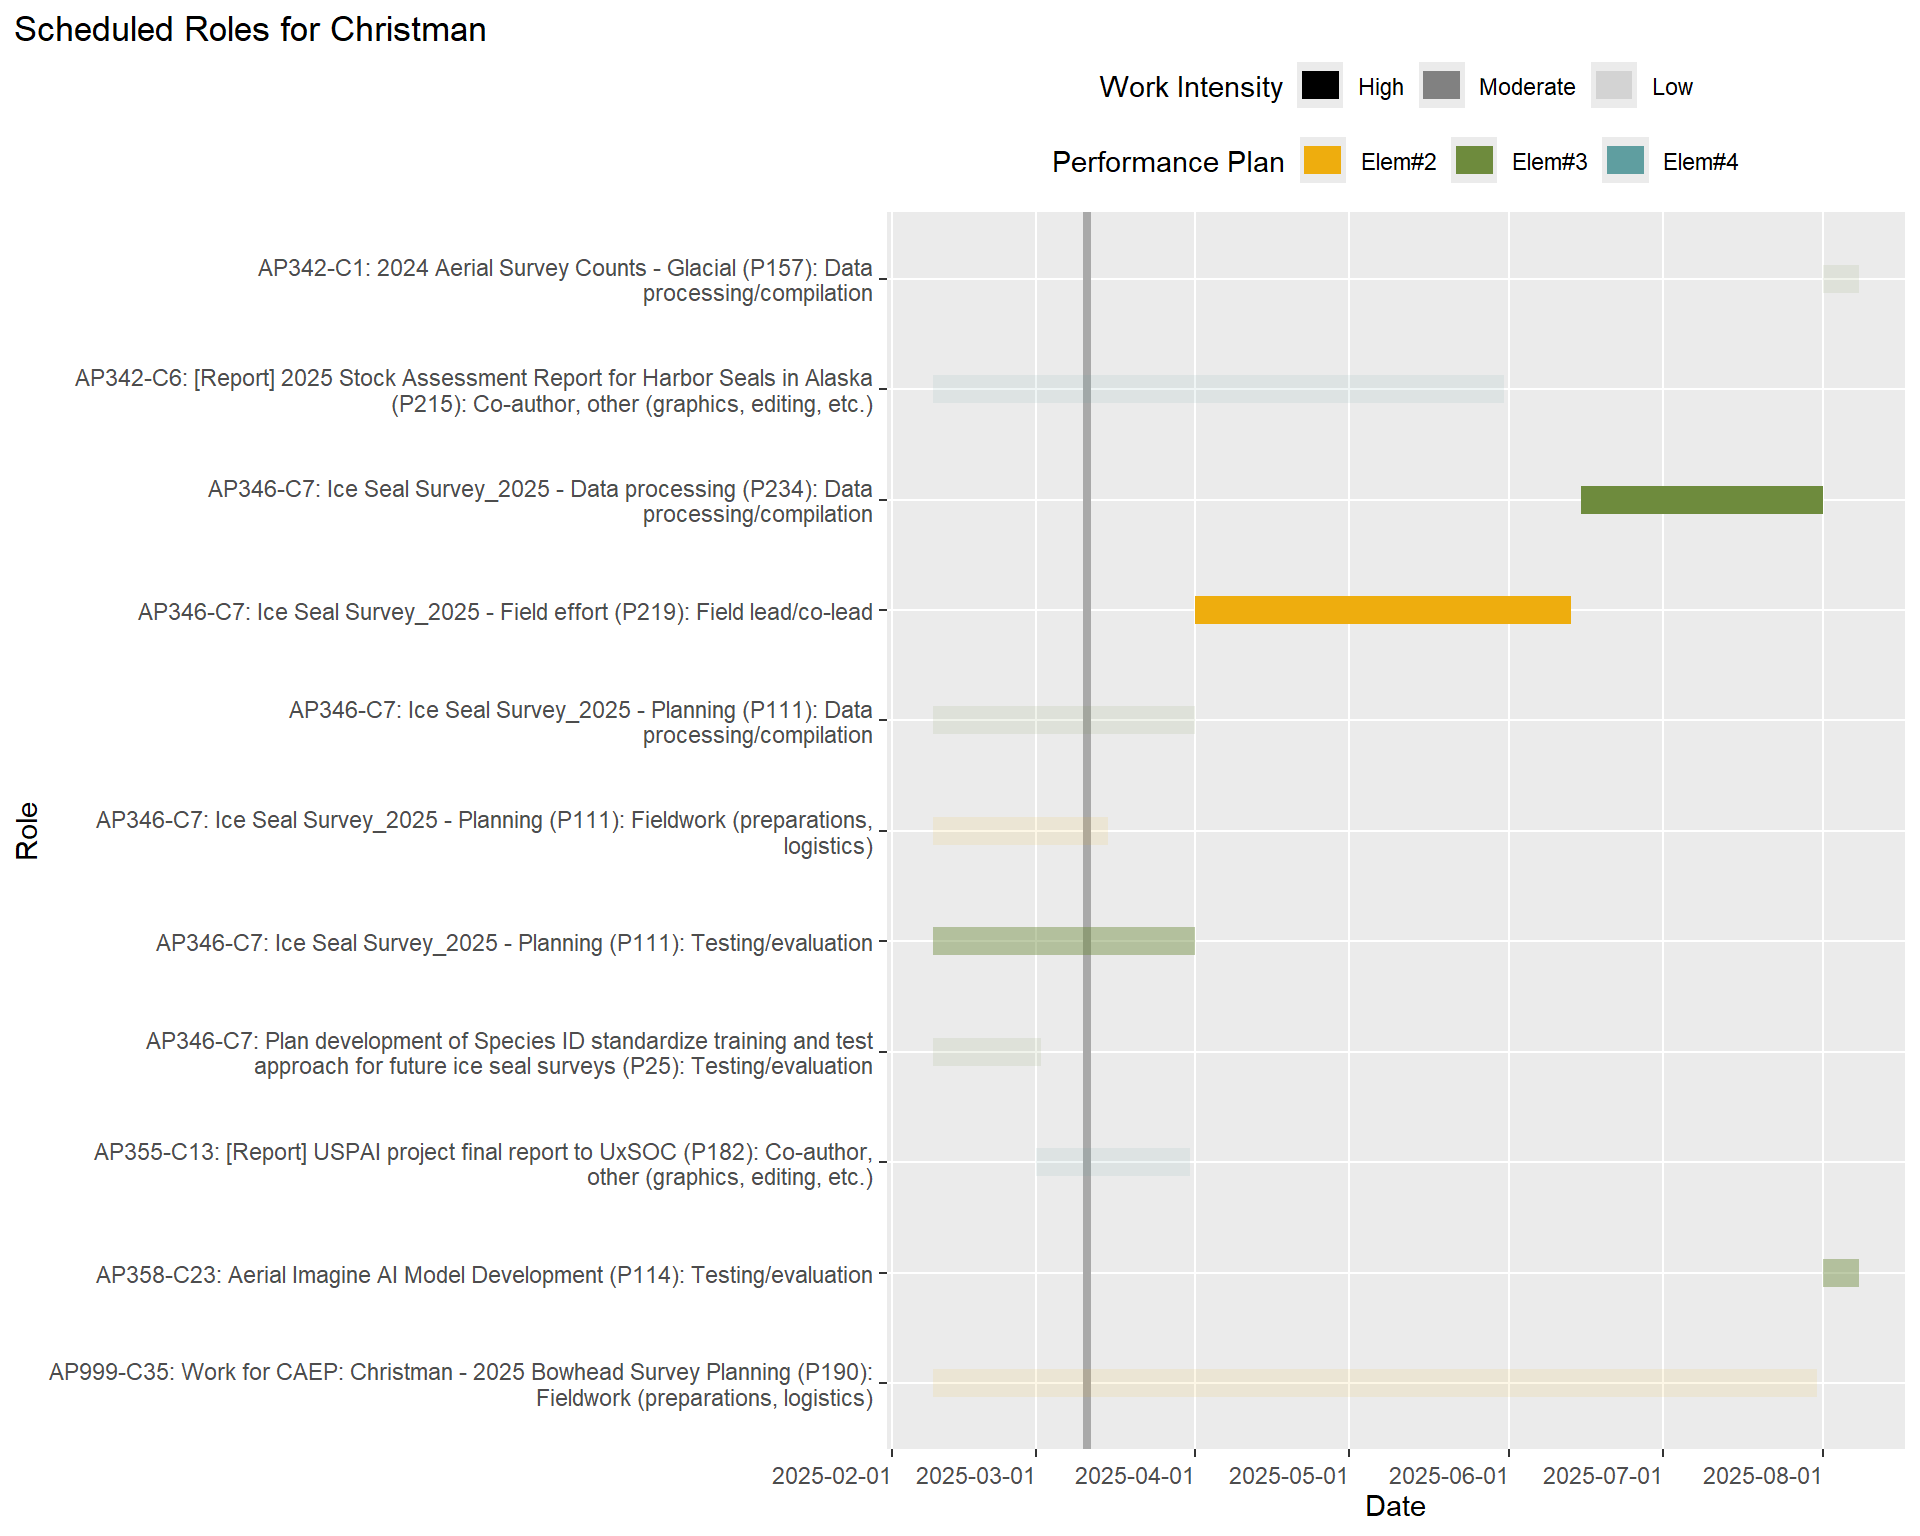 Scheduled Roles for Christman
Work Intensity High Moderate Low
Performance Plan Elem#2 Elem#3 Elem#4
AP342-C1: 2024 Aerial Survey Counts - Glacial (P157): Data
processing/compilation
AP342-C6: [Report] 2025 Stock Assessment Report for Harbor Seals in Alaska
(P215): Co-author, other (graphics, editing, etc.)
AP346-C7: Ice Seal Survey_2025 - Data processing (P234): Data
processing/compilation
AP346-C7: Ice Seal Survey_2025 - Field effort (P219): Field lead/co-lead
AP346-C7: Ice Seal Survey_2025 - Planning (P111): Data
processing/compilation
AP346-C7: Ice Seal Survey_2025 - Planning (P111): Fieldwork (preparations,
logistics)
AP346-C7: Ice Seal Survey_2025 - Planning (P111): Testing/evaluation
AP346-C7: Plan development of Species ID standardize training and test
approach for future ice seal surveys (P25): Testing/evaluation
AP355-C13: [Report] USPAI project final report to UxSOC (P182): Co-author,
other (graphics, editing, etc.)
AP358-C23: Aerial Imagine AI Model Development (P114): Testing/evaluation
AP999-C35: Work for CAEP: Christman - 2025 Bowhead Survey Planning (P190):
Fieldwork (preparations, logistics)
Role
2025-02-01 2025-03-01 2025-04-01 2025-05-01 2025-06-01 2025-07-01 2025-08-01
Date